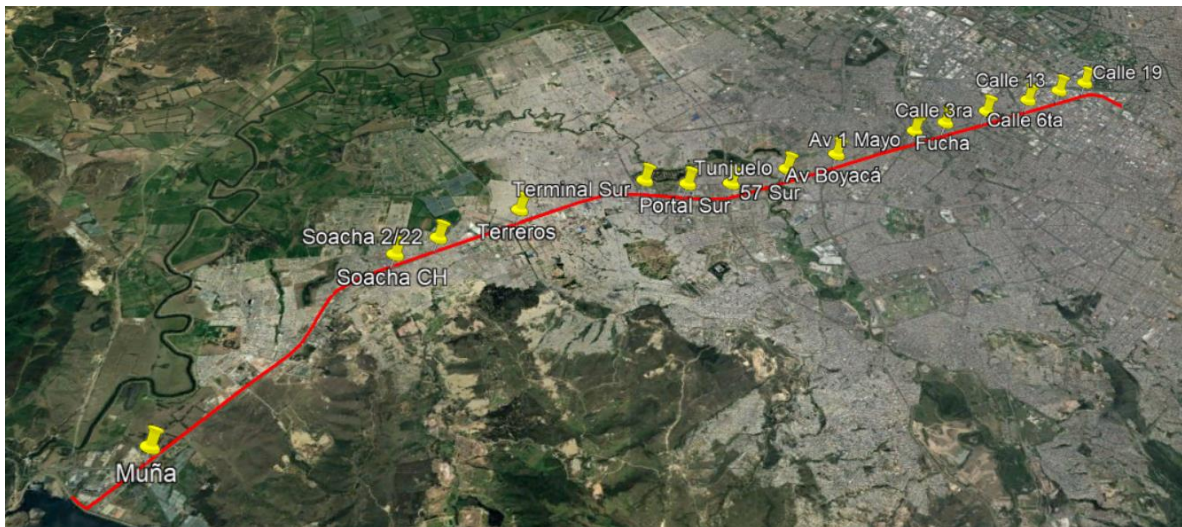 Calle 19
Calle 13
Calle 3ra
Calle 6ta
Av 1 Mayo
Fucha
Tunjuelo
Av Boyacá
Terminal Sur
57 Sur
Portal Sur
Soacha 2/22
Terreros
Soacha CH
Muña